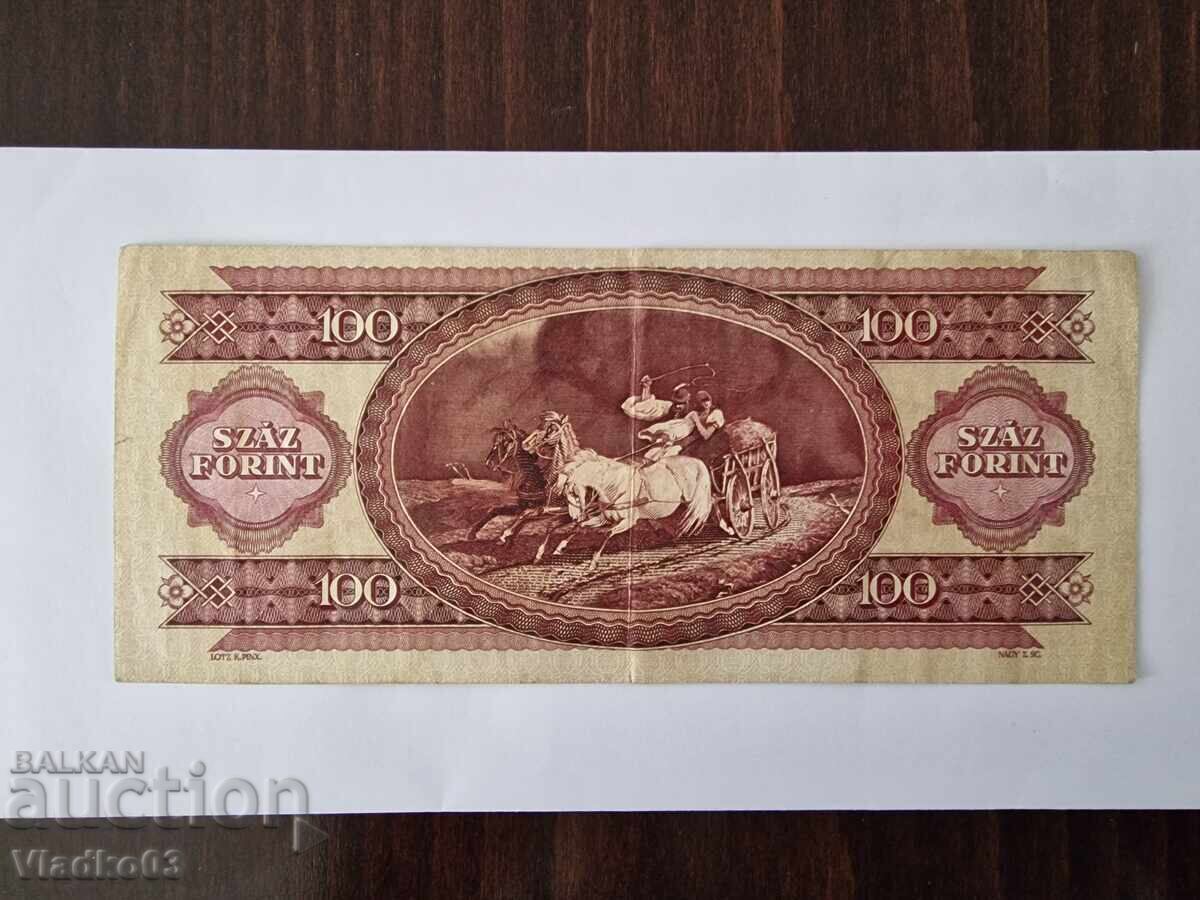 100 100
SZÁZ
FORINT
SZÁZ
FORINT
100 100
LOTZ K. PINX. NAGY Z. SC.
BALKAN
auction
Vladko03